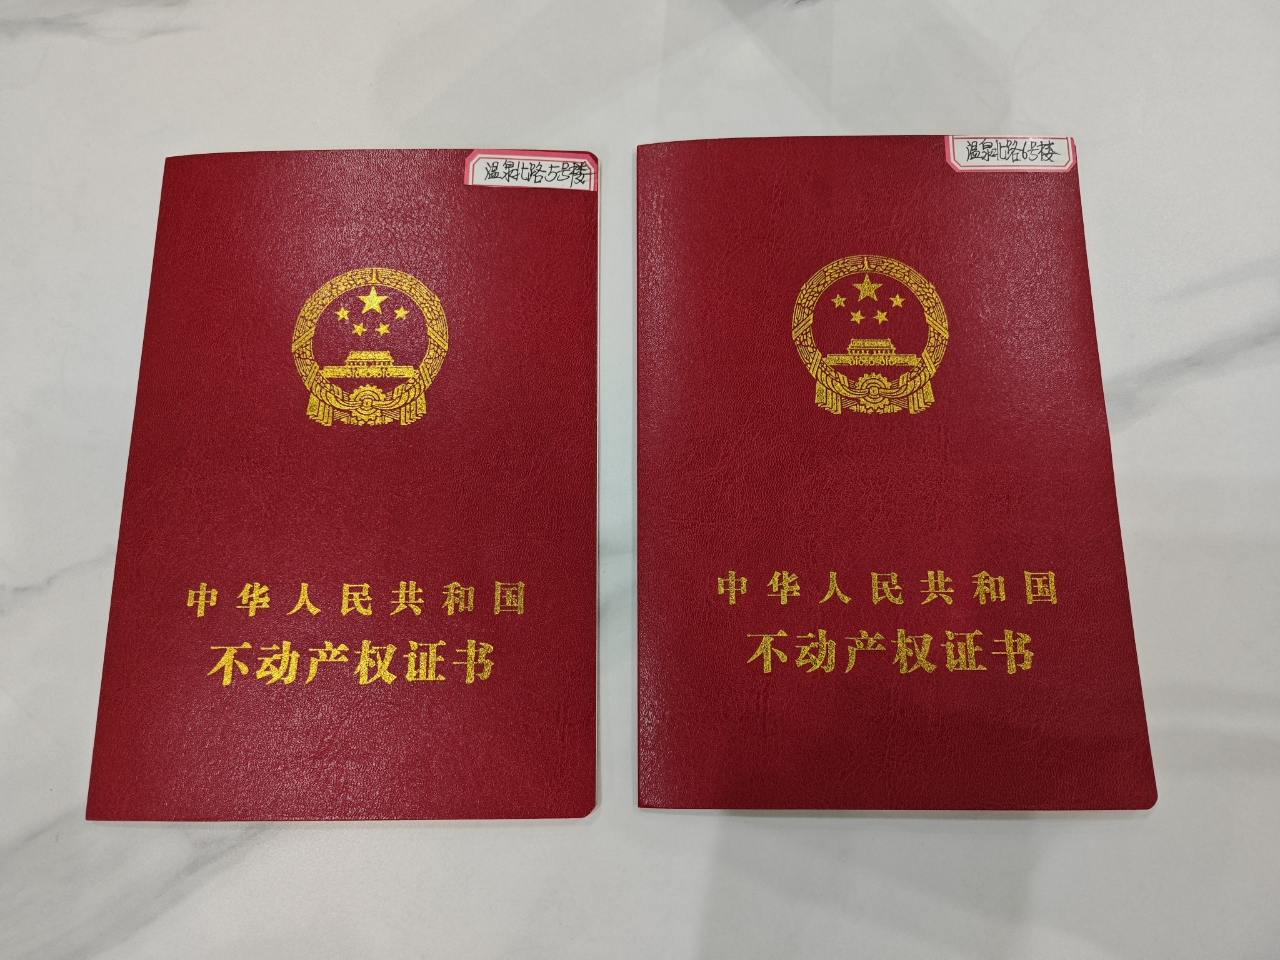 温泉北路5号楼
中华人民共和国
不动产权证书
温泉北路6号楼
中华人民共和国
不动产权证书